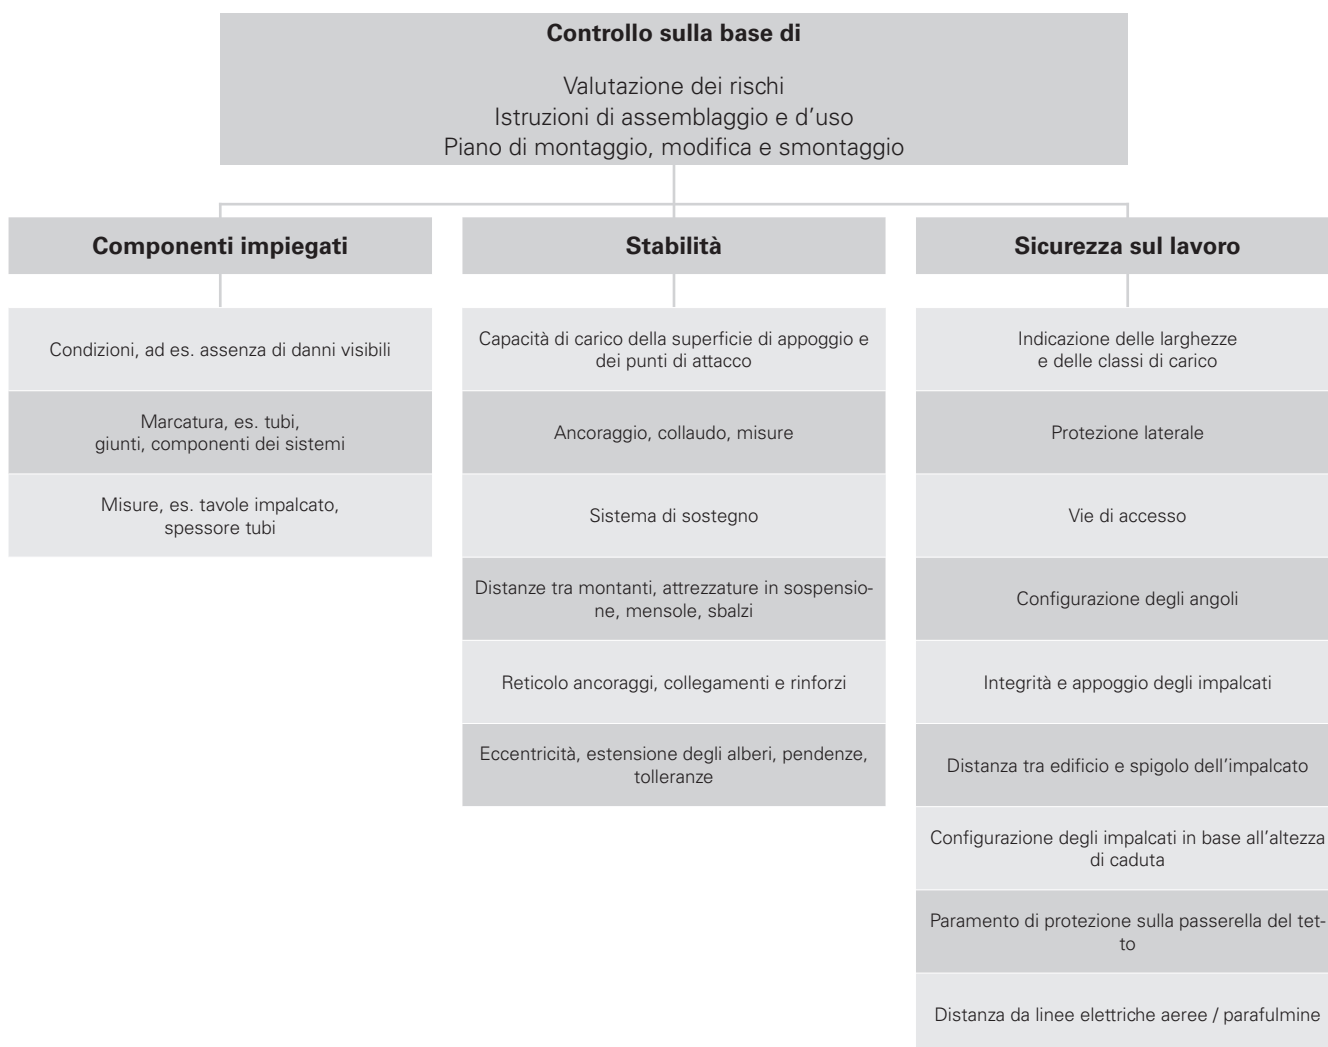 Controllo sulla base di
Valutazione dei rischi
Istruzioni di assemblaggio e d'uso
Piano di montaggio, modifica e smontaggio
Componenti impiegati
Condizioni, ad es. assenza di danni visibili
Marcatura, es. tubi,
giunti, componenti dei sistemi
Misure, es. tavole impalcato,
spessore tubi
Stabilità
Capacità di carico della superficie di appoggio e
dei punti di attacco
Ancoraggio, collaudo, misure
Sistema di sostegno
Distanze tra montanti, attrezzature in sospensio-
ne, mensole, sbalzi
Reticolo ancoraggi, collegamenti e rinforzi
Eccentricità, estensione degli alberi, pendenze,
tolleranze
Sicurezza sul lavoro
Indicazione delle larghezze
e delle classi di carico
Protezione laterale
Vie di accesso
Configurazione degli angoli
Integrità e appoggio degli impalcati
Distanza tra edificio e spigolo dell'impalcato
Configurazione degli impalcati in base all'altezza
di caduta
Paramento di protezione sulla passerella del tet-
to
Distanza da linee elettriche aeree / parafulmine